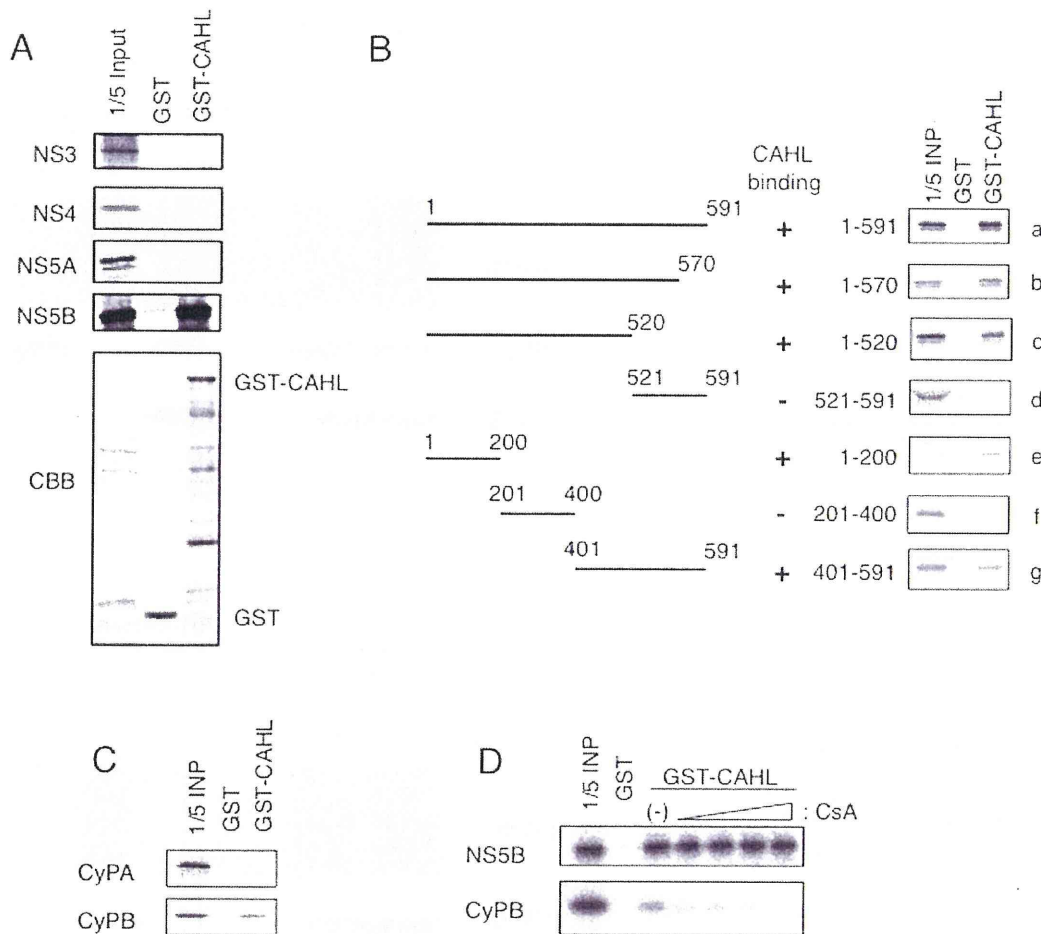 A
1/5 Input
GST
GST-CAHL
NS3
NS4
NS5A
NS5B
CBB
GST-CAHL
GST
B
CAHL
binding
1/5 INP
GST
GST-CAHL
1 591
+ 1-591 a
570
+ 1-570 b
520
+ 1-520 c
521 591
- 521-591 d
1 200
+ 1-200 e
201 400
- 201-400 f
401 591
+ 401-591 g
C
1/5 INP
GST
GST-CAHL
CyPA
CyPB
D
1/5 INP
GST
GST-CAHL
(-) : CsA
NS5B
CyPB